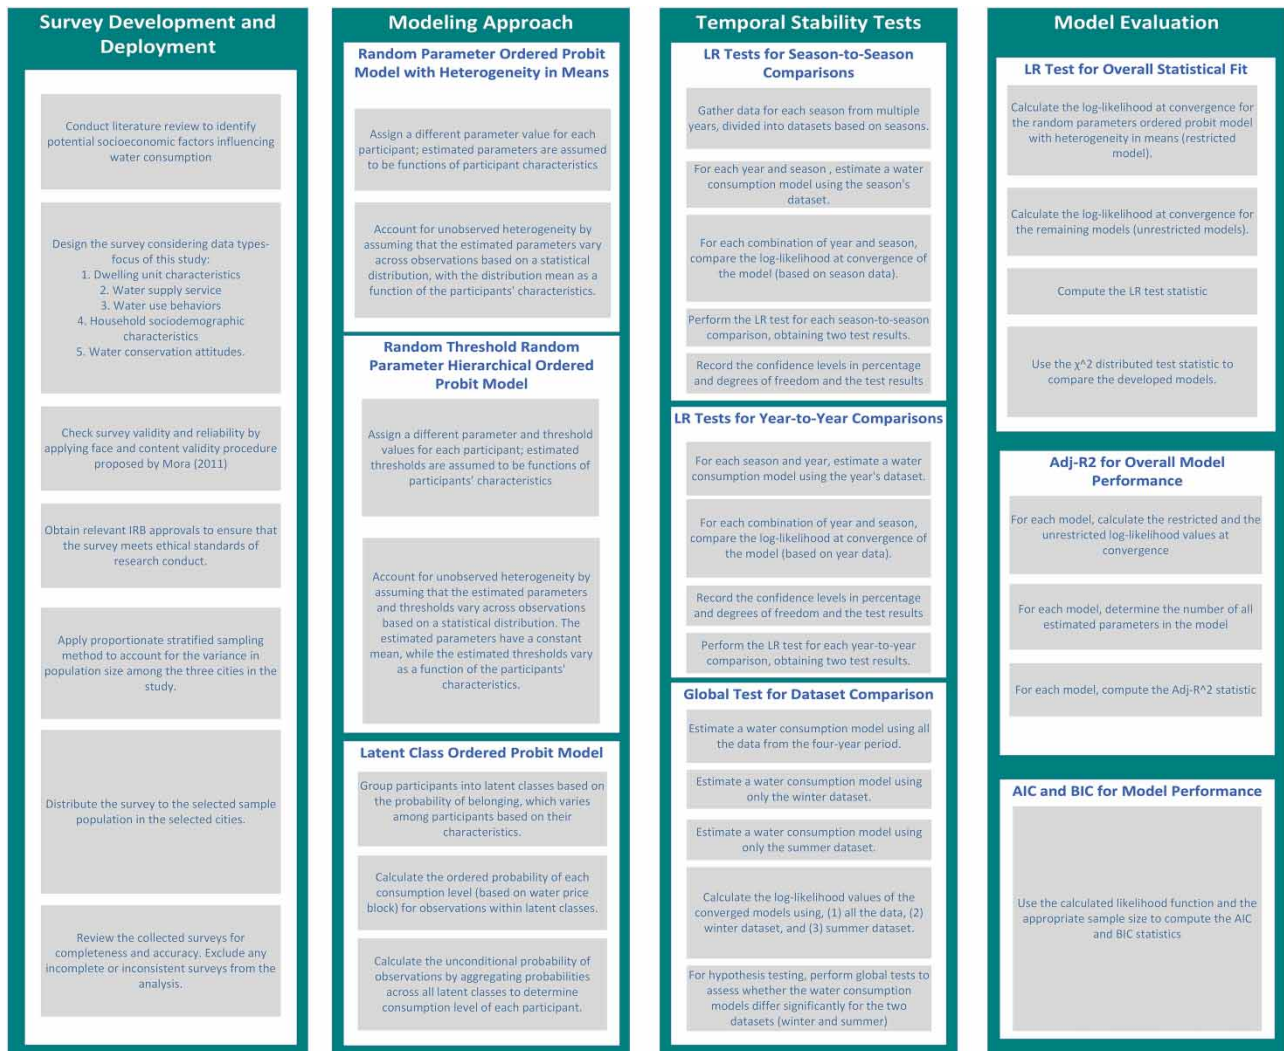 Survey Development and
Deployment
Conduct literature review to identify
potential socioeconomic factors influencing
water consumption
Design the survey considering data types-
focus of this study:
1. Dwelling unit characteristics
2. Water supply service
3. Water use behaviors
4. Household sociodemographic
characteristics
5. Water conservation attitudes.
Check survey validity and reliability by
applying face and content validity procedure
proposed by Mora (2011)
Obtain relevant IRB approvals to ensure that
the survey meets ethical standards of
research conduct.
Apply proportionate stratified sampling
method to account for the variance in
population size among the three cities in the
study.
Distribute the survey to the selected sample
population in the selected cities.
Review the collected surveys for
completeness and accuracy. Exclude any
incomplete or inconsistent surveys from the
analysis.
Modeling Approach
Random Parameter Ordered Probit
Model with Heterogeneity in Means
Assign a different parameter value for each
participant; estimated parameters are assumed
to be functions of participant characteristics
Account for unobserved heterogeneity by
assuming that the estimated parameters vary
across observations based on a statistical
distribution, with the distribution mean as a
function of the participants' characteristics.
Random Threshold Random
Parameter Hierarchical Ordered
Probit Model
Assign a different parameter and threshold
values for each participant; estimated
thresholds are assumed to be functions of
participants' characteristics
Account for unobserved heterogeneity by
assuming that the estimated parameters
and thresholds vary across observations
based on a statistical distribution. The
estimated parameters have a constant
mean, while the estimated thresholds vary
as a function of the participants'
characteristics.
Latent Class Ordered Probit Model
Group participants into latent classes based on
the probability of belonging, which varies
among participants based on their
characteristics.
Calculate the ordered probability of each
consumption level (based on water price
block) for observations within latent classes.
Calculate the unconditional probability of
observations by aggregating probabilities
across all latent classes to determine
consumption level of each participant.
Temporal Stability Tests
LR Tests for Season-to-Season
Comparisons
Gather data for each season from multiple
years, divided into datasets based on seasons.
For each year and season , estimate a water
consumption model using the season's
dataset.
For each combination of year and season,
compare the log-likelihood at convergence of
the model (based on season data).
Perform the LR test for each season-to-season
comparison, obtaining two test results.
Record the confidence levels in percentage
and degrees of freedom and the test results
LR Tests for Year-to-Year Comparisons
For each season and year, estimate a water
consumption model using the year's dataset.
For each combination of year and season,
compare the log-likelihood at convergence of
the model (based on year data).
Record the confidence levels in percentage
and degrees of freedom and the test results
Perform the LR test for each year-to-year
comparison, obtaining two test results.
Global Test for Dataset Comparison
Estimate a water consumption model using all
the data from the four-year period.
Estimate a water consumption model using
only the winter dataset.
Estimate a water consumption model using
only the summer dataset.
Calculate the log-likelihood values of the
converged models using, (1) all the data, (2)
winter dataset, and (3) summer dataset.
For hypothesis testing, perform global tests to
assess whether the water consumption
models differ significantly for the two
datasets (winter and summer)
Model Evaluation
LR Test for Overall Statistical Fit
Calculate the log-likelihood at convergence for
the random parameters ordered probit model
with heterogeneity in means (restricted
model).
Calculate the log-likelihood at convergence for
the remaining models (unrestricted models).
Compute the LR test statistic
Use the χ^2 distributed test statistic to
compare the developed models.
Adj-R2 for Overall Model
Performance
For each model, calculate the restricted and the
unrestricted log-likelihood values at
convergence
For each model, determine the number of all
estimated parameters in the model
For each model, compute the Adj-R^2 statistic
AIC and BIC for Model Performance
Use the calculated likelihood function and the
appropriate sample size to compute the AIC
and BIC statistics